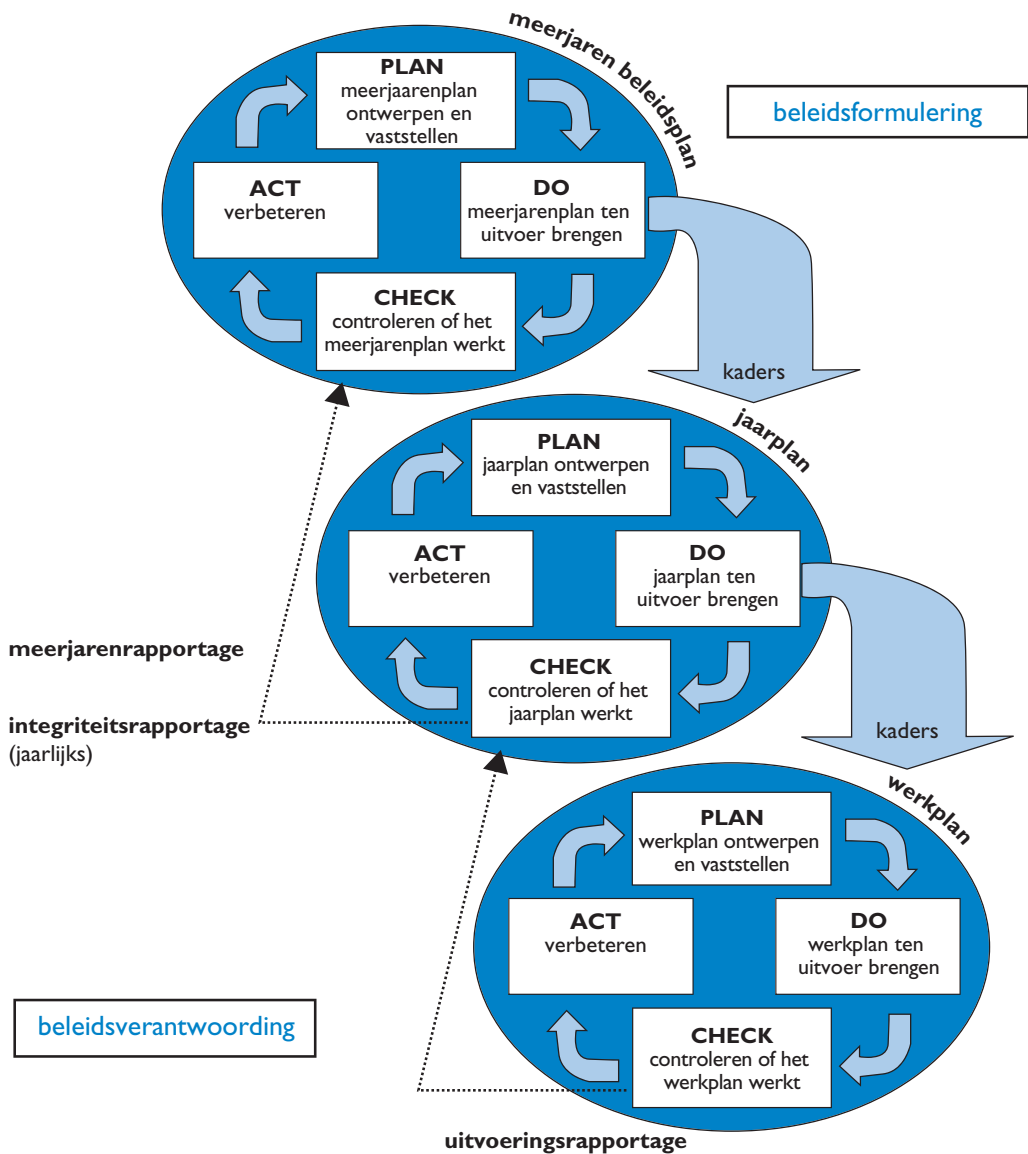 meerjaren beleidsplan
PLAN
meerjaarenplan
ontwerpen en
vaststellen
beleidsformulering
ACT
verbeteren
DO
meerjarenplan ten
uitvoer brengen
CHECK
controleren of het
meerjarenplan werkt
kaders
jaarplan
PLAN
jaarplan ontwerpen
en vaststellen
ACT
verbeteren
DO
jaarplan ten
uitvoer brengen
CHECK
controleren of het
jaarplan werkt
meerjarenrapportage
integriteitsrapportage
(jaarlijks)
kaders
werkplan
PLAN
werkplan ontwerpen
en vaststellen
ACT
verbeteren
DO
werkplan ten
uitvoer brengen
CHECK
controleren of het
werkplan werkt
beleidsverantwoording
uitvoeringsrapportage